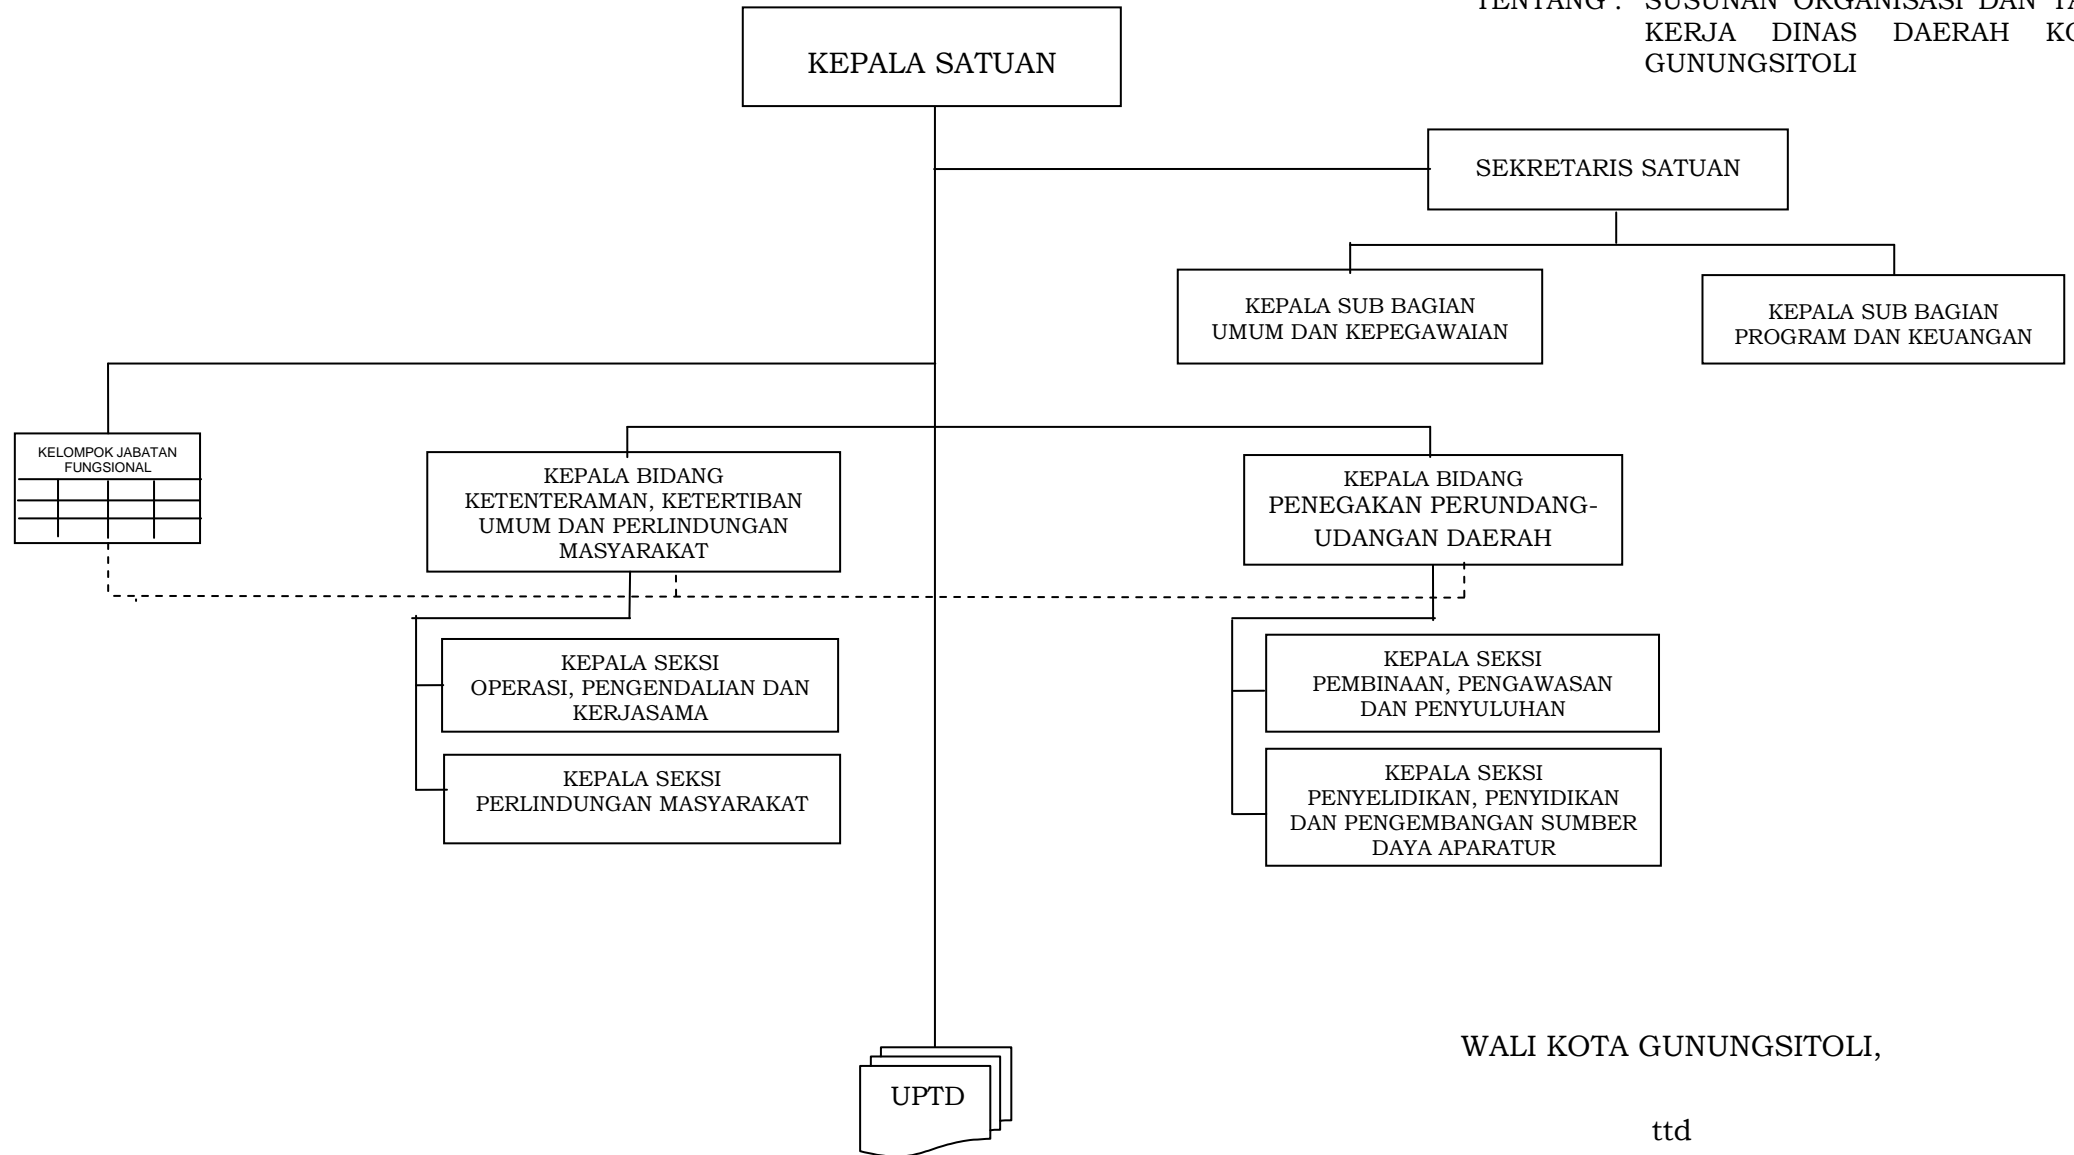 TENTANG : SUSUNAN ORGANISASI DAN
KERJA DINAS DAERAH
GUNUNGSITOLI
KEPALA SATUAN
SEKRETARIS SATUAN
KEPALA SUB BAGIAN
UMUM DAN KEPEGAWAIAN
KEPALA SUB BAGIAN
PROGRAM DAN KEUANGAN
KELOMPOK JABATAN
FUNGSIONAL
KEPALA BIDANG
KETENTERAMAN, KETERTIBAN
UMUM DAN PERLINDUNGAN
MASYARAKAT
KEPALA BIDANG
PENEGAKAN PERUNDANG-
UDANGAN DAERAH
KEPALA SEKSI
OPERASI, PENGENDALIAN DAN
KERJASAMA
KEPALA SEKSI
PERLINDUNGAN MASYARAKAT
KEPALA SEKSI
PEMBINAAN, PENGAWASAN
DAN PENYULUHAN
KEPALA SEKSI
PENYELIDIKAN, PENYIDIKAN
DAN PENGEMBANGAN SUMBER
DAYA APARATUR
UPTD
WALI KOTA GUNUNGSITOLI,
ttd